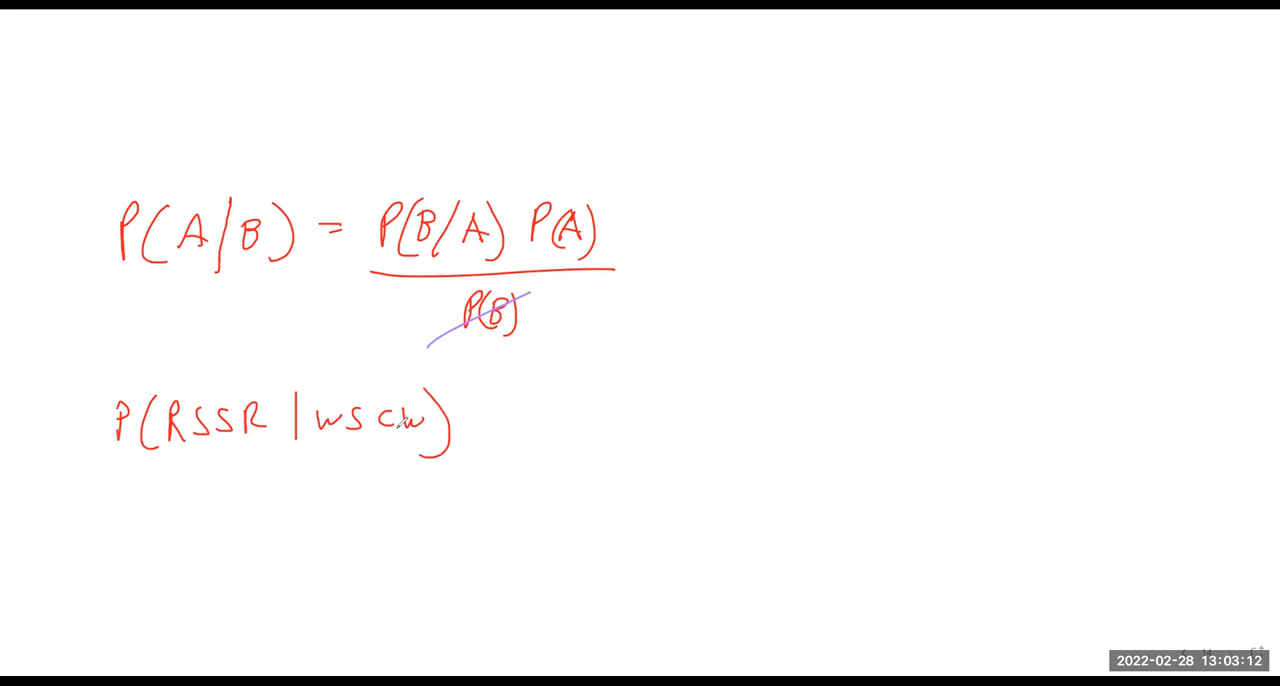 P(A/B) = P(B/A) P(A)
P(B)
P(RSSR | WSCW)
2022-02-28 13:03:12